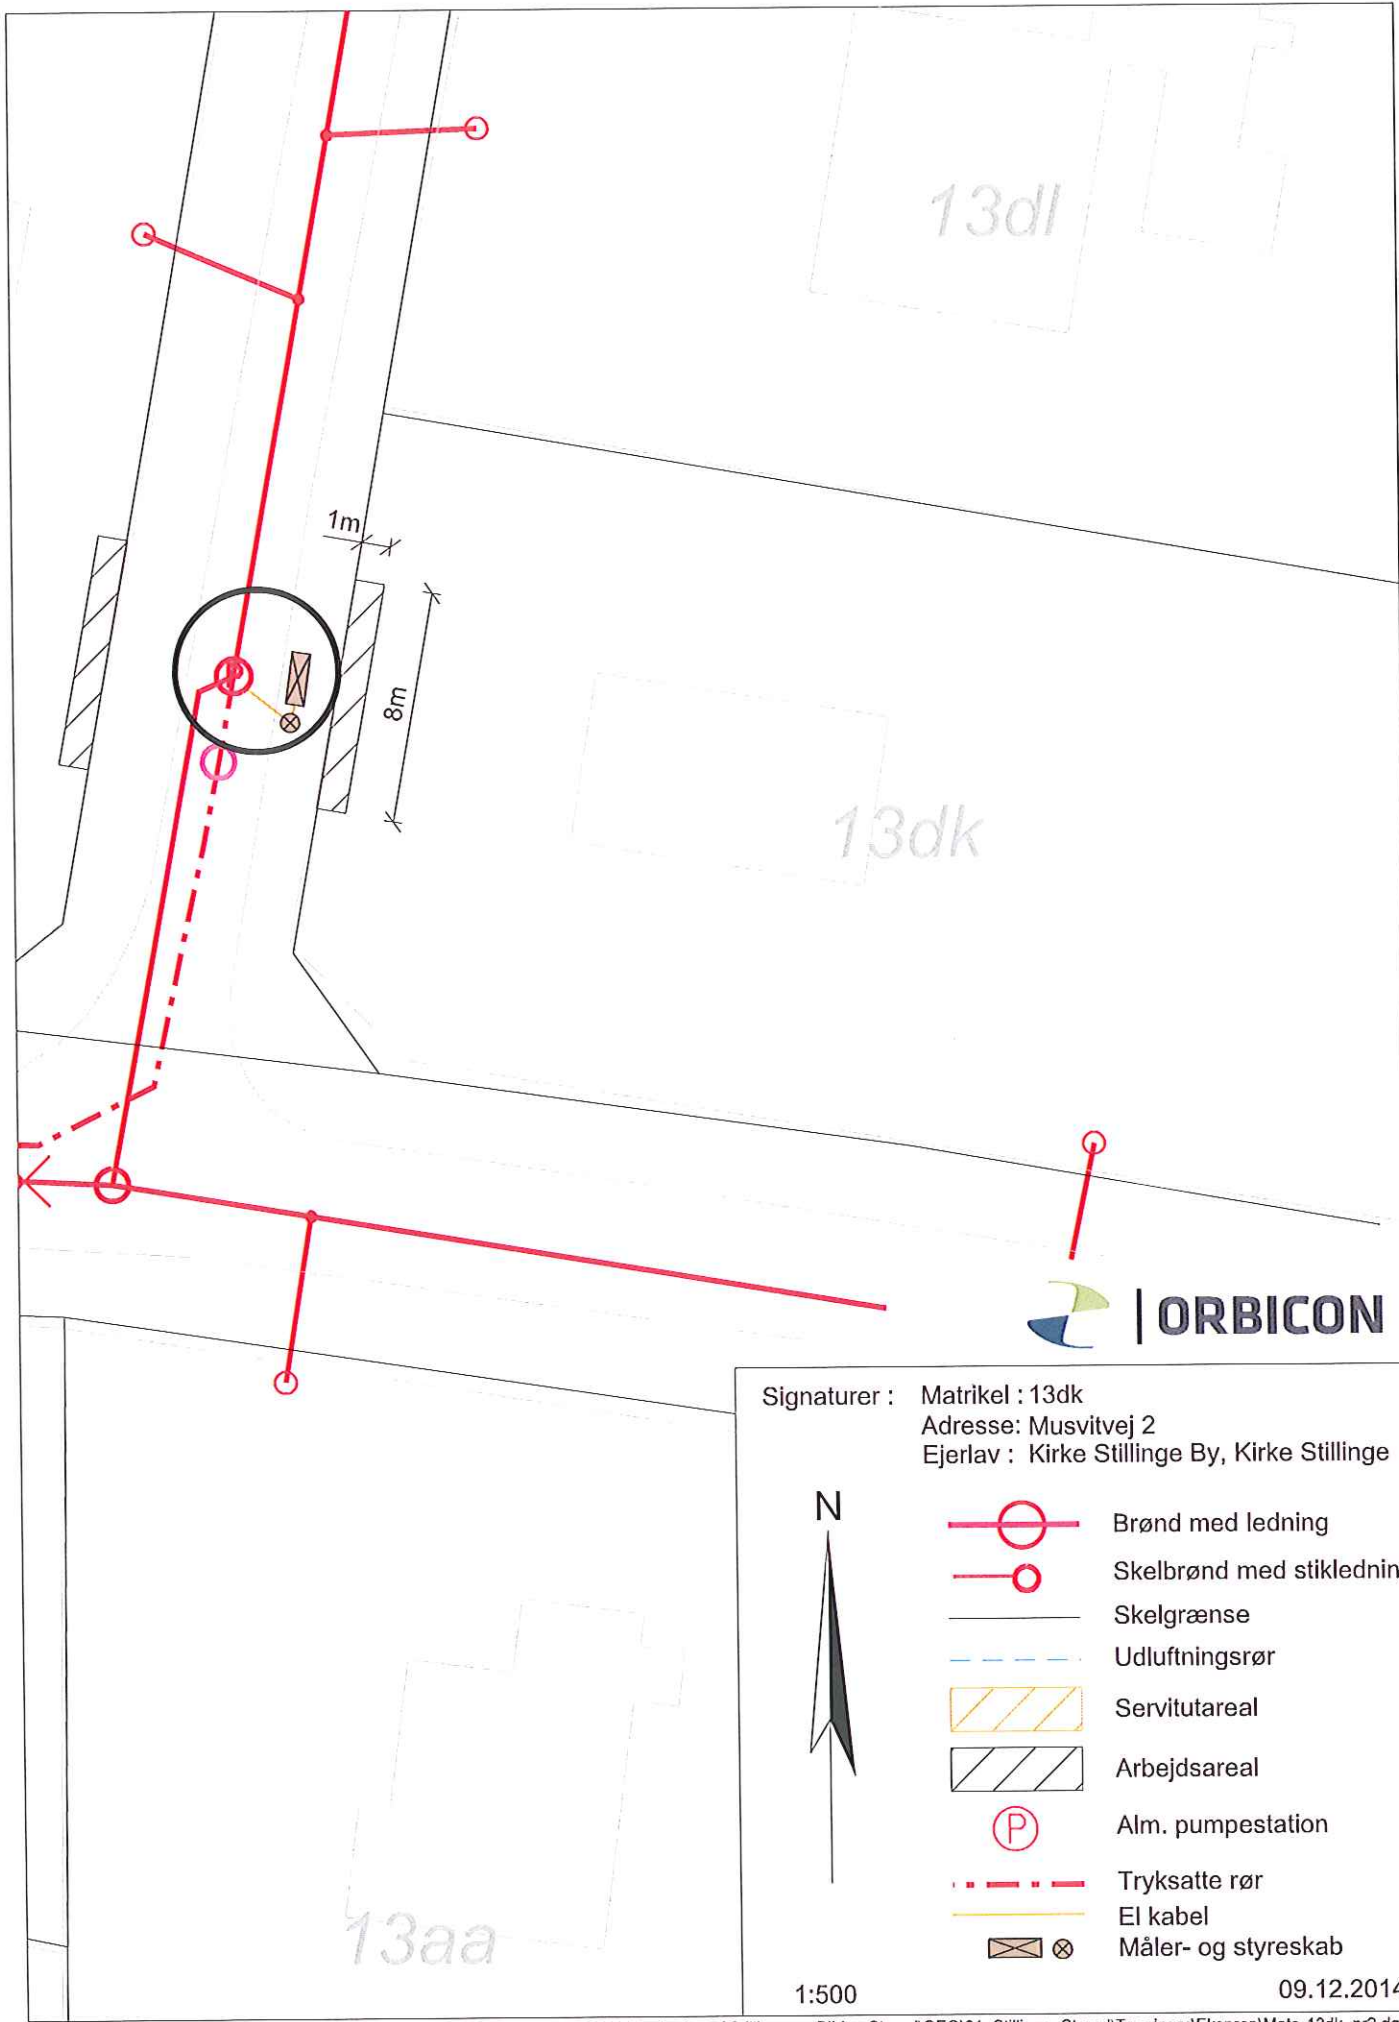 13dl
1m
8m
13dk
ORBICON
Signaturer : Matrikel : 13dk
Adresse: Musvitvej 2
Ejerlav : Kirke Stillinge By, Kirke Stillinge
N
Brønd med ledning
Skelbrønd med stiklednin
Skelgrænse
Udluftningsrør
Servitutareal
Arbejdsareal
P
Alm. pumpestation
Tryksatte rør
El kabel
Måler- og styreskab
13aa
1:500
09.12.2014